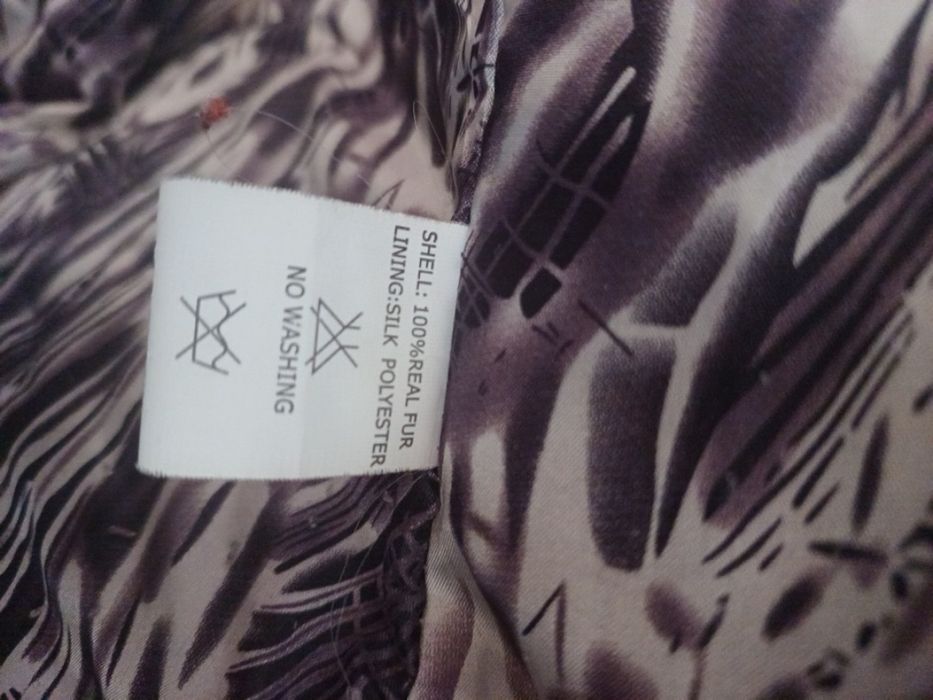 SHELL: 100%REAL FUR
LINING:SILK POLYESTER
NO WASHING